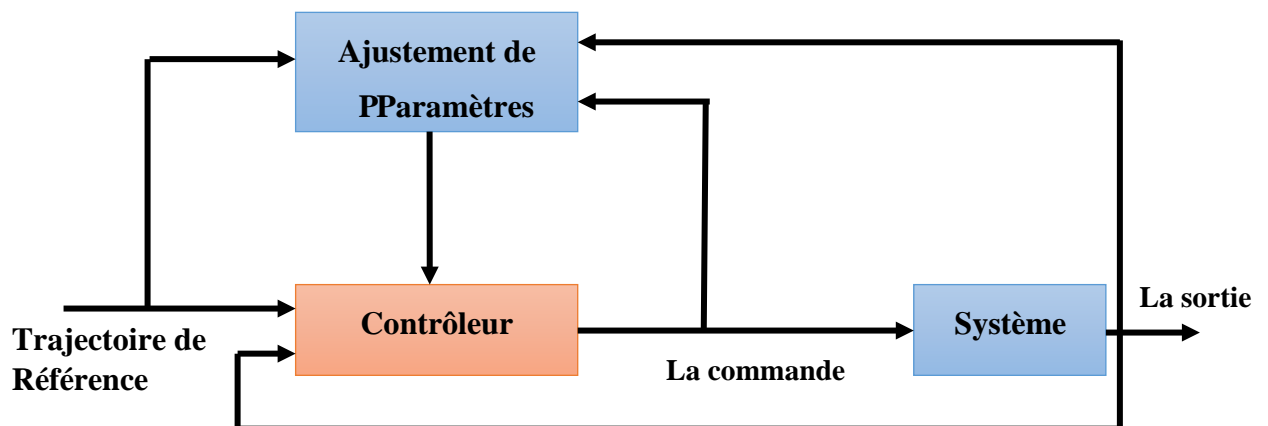 Ajustement de
PParamètres
Contrôleur
Système
La sortie
Trajectoire de
Référence
La commande